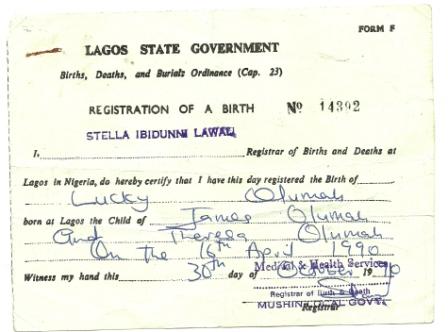 FORM F
LAGOS STATE GOVERNMENT
Births, Deaths, and Burials Ordinance (Cap. 23)
REGISTRATION OF A BIRTH Nº 14392
STELLA IBIDUNNI LAWAL
I, Registrar of Births and Deaths at
Lagos in Nigeria, do hereby certify that I have this day registered the Birth of
Lucky Olumah
born at Lagos the Child of James Olumah
And Theresa Olumah
On the 16th April 1990
Medical & Health Services
Witness my hand this 30th day of October 1990
Registrar of Birth & Death
Registrar
MUSHIN LOCAL GOVT.